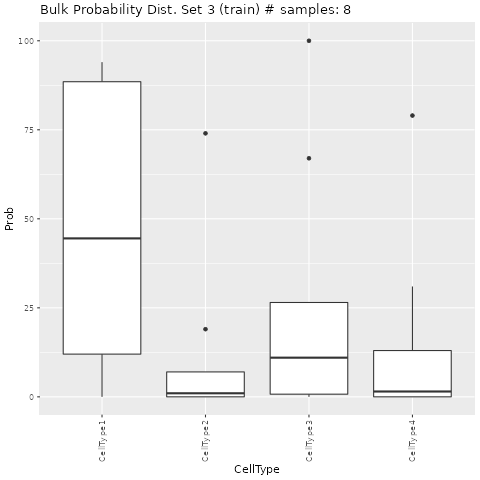 Bulk Probability Dist. Set 3 (train) # samples: 8
100
75
50
25
0
Prob
CellType1
CellType2
CellType3
CellType4
CellType